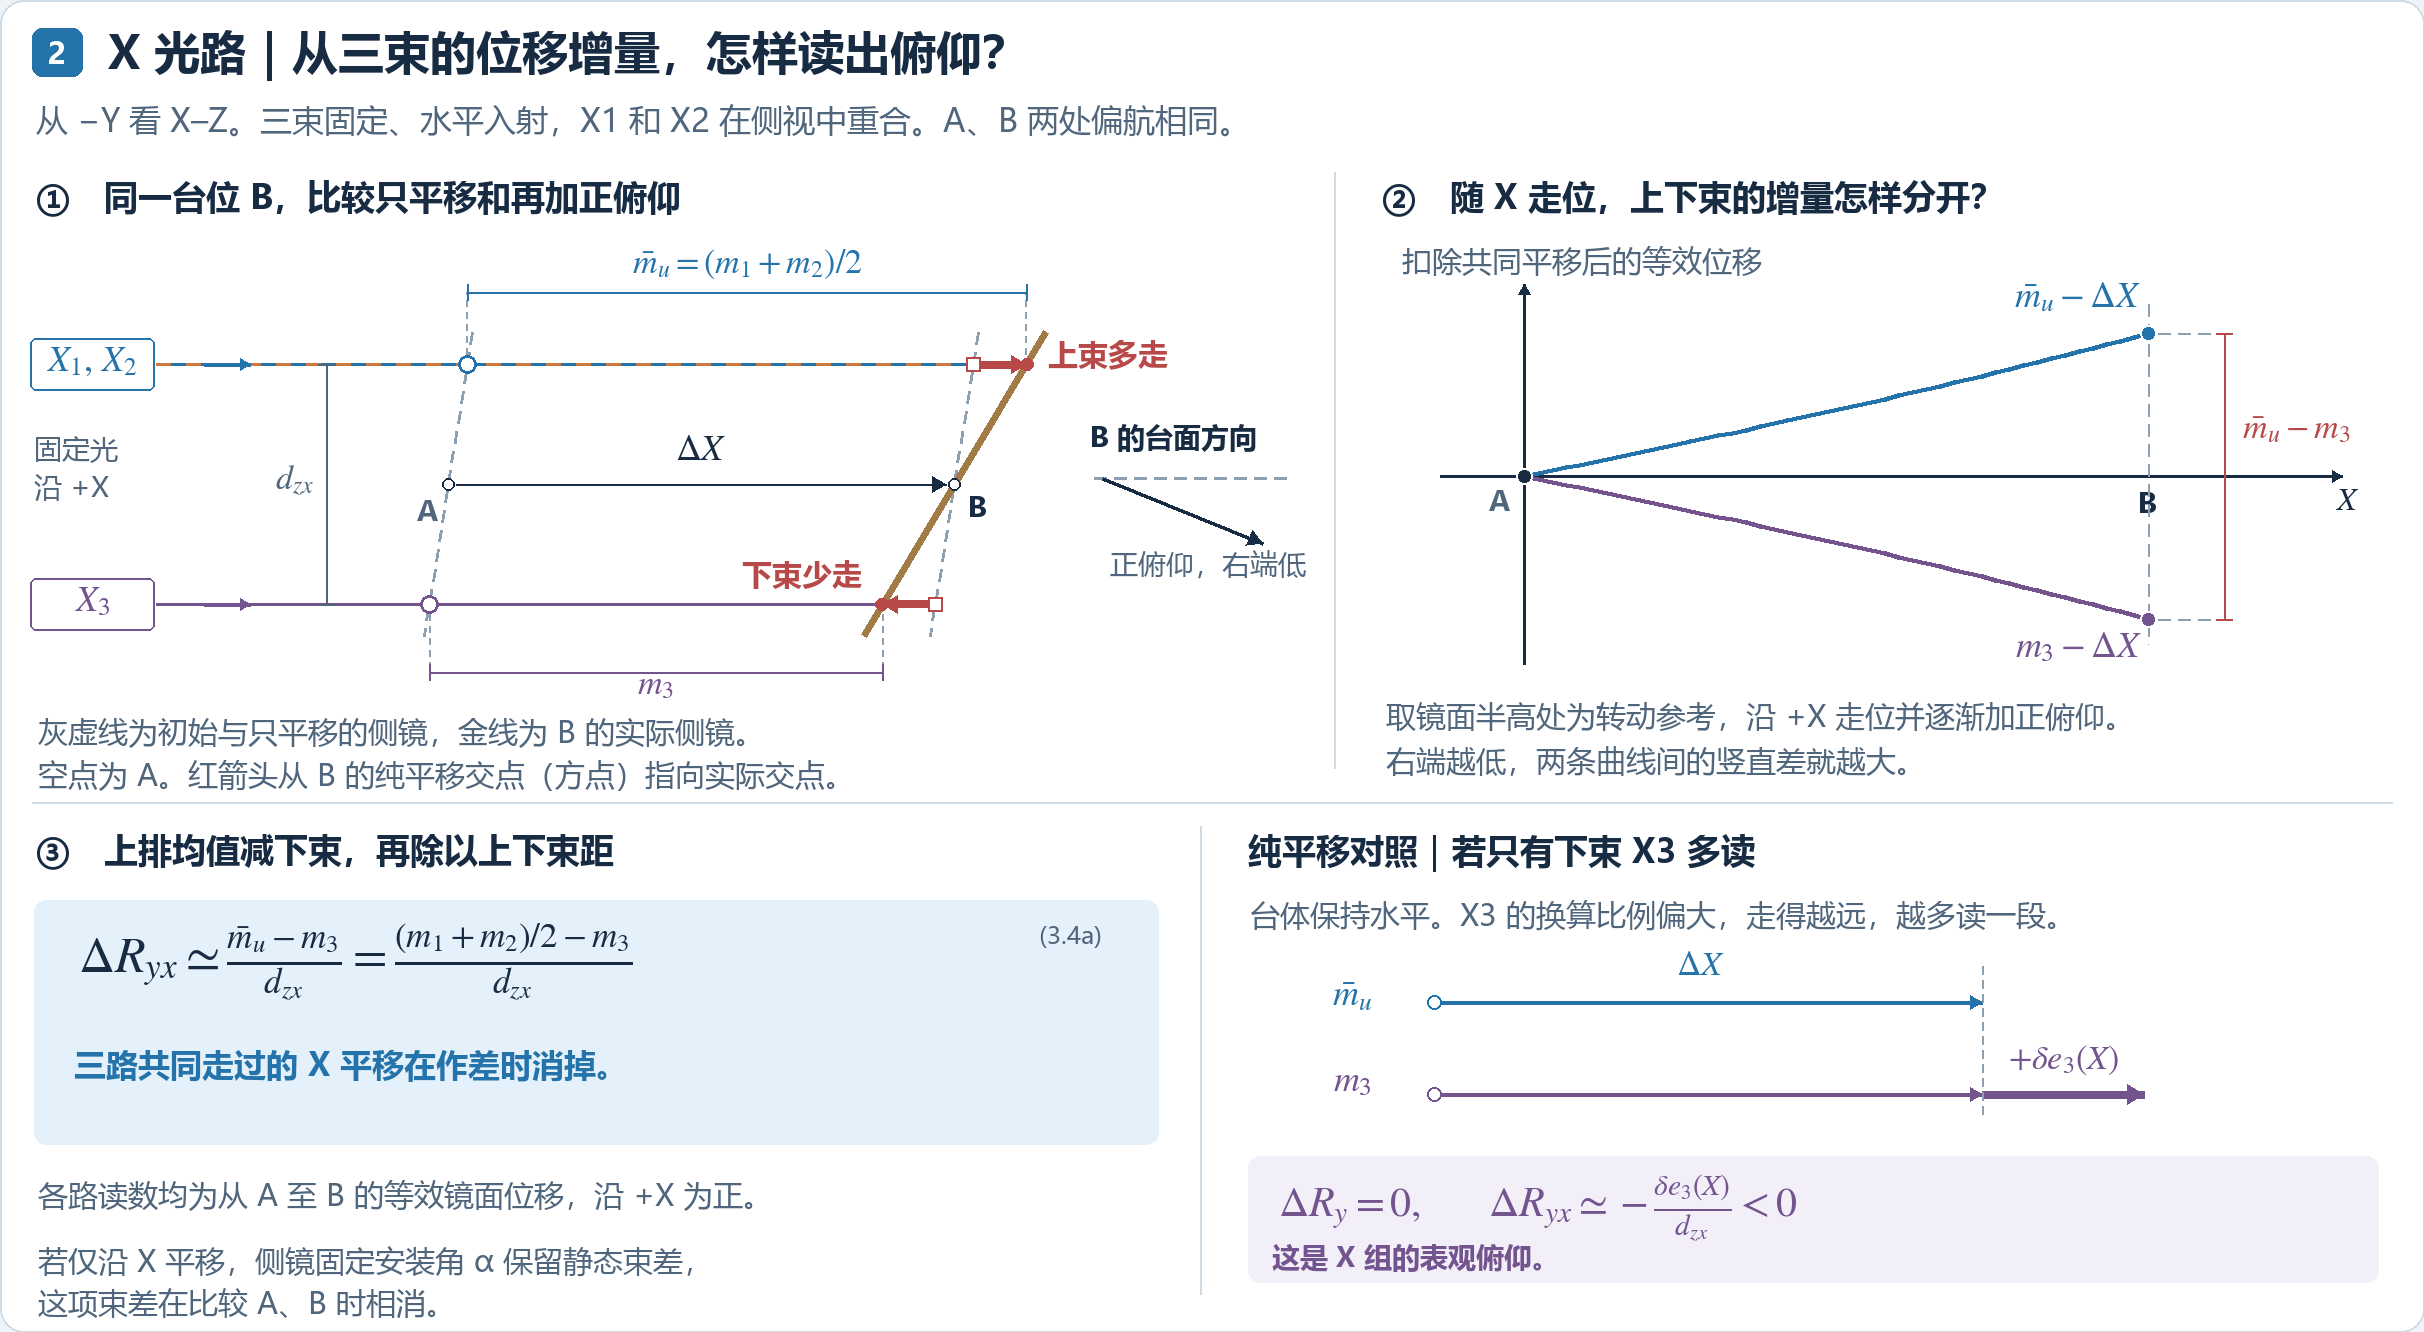 2 X 光路｜从三束的位移增量，怎样读出俯仰？
从 −Y 看 X–Z。三束固定、水平入射，X1 和 X2 在侧视中重合。A、B 两处偏航相同。
① 同一台位 B，比较只平移和再加正俯仰
m̄ᵤ = (m₁ + m₂)/2
X₁, X₂
上束多走
固定光
沿 +X
d_{zx}
ΔX
A
B
B 的台面方向
正俯仰，右端低
下束少走
X₃
m₃
灰虚线为初始与只平移的侧镜，金线为 B 的实际侧镜。
空点为 A。红箭头从 B 的纯平移交点（方点）指向实际交点。
② 随 X 走位，上下束的增量怎样分开？
扣除共同平移后的等效位移
m̄ᵤ − ΔX
m̄ᵤ − m₃
A
B
X
m₃ − ΔX
取镜面半高处为转动参考，沿 +X 走位并逐渐加正俯仰。
右端越低，两条曲线间的竖直差就越大。
③ 上排均值减下束，再除以上下束距
ΔR_{yx} ≃ (m̄ᵤ − m₃)/d_{zx} = ((m₁ + m₂)/2 − m₃)/d_{zx} (3.4a)
三路共同走过的 X 平移在作差时消掉。
各路读数均为从 A 至 B 的等效镜面位移，沿 +X 为正。
若仅沿 X 平移，侧镜固定安装角 α 保留静态束差，
这项束差在比较 A、B 时相消。
纯平移对照｜若只有下束 X3 多读
台体保持水平。X3 的换算比例偏大，走得越远，越多读一段。
ΔX
m̄ᵤ
+δe₃(X)
m₃
ΔR_y = 0, ΔR_{yx} ≃ − δe₃(X)/d_{zx} < 0
这是 X 组的表观俯仰。